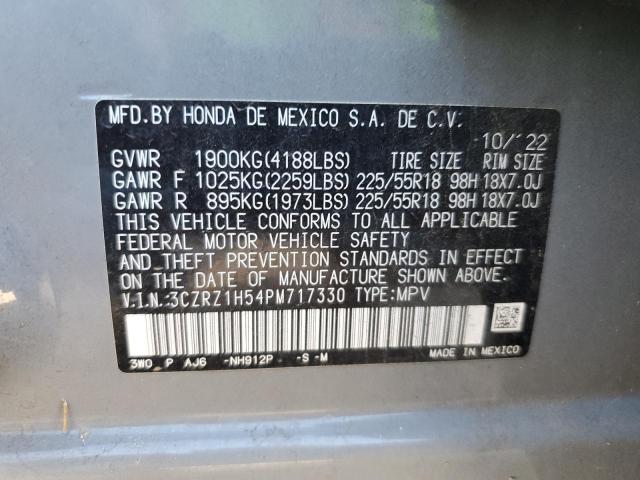 MFD.BY HONDA DE MEXICO S.A. DE C.V.
10/'22
GVWR 1900KG(4188LBS) TIRE SIZE RIM SIZE
GAWR F 1025KG(2259LBS) 225/55R18 98H 18X7.0J
GAWR R 895KG(1973LBS) 225/55R18 98H 18X7.0J
THIS VEHICLE CONFORMS TO ALL APPLICABLE
FEDERAL MOTOR VEHICLE SAFETY
AND THEFT PREVENTION STANDARDS IN EFFECT
ON THE DATE OF MANUFACTURE SHOWN ABOVE.
V.I.N.:3CZRZ1H54PM717330 TYPE:MPV
3W0 P AJ6 -NH912P -S -M MADE IN MEXICO